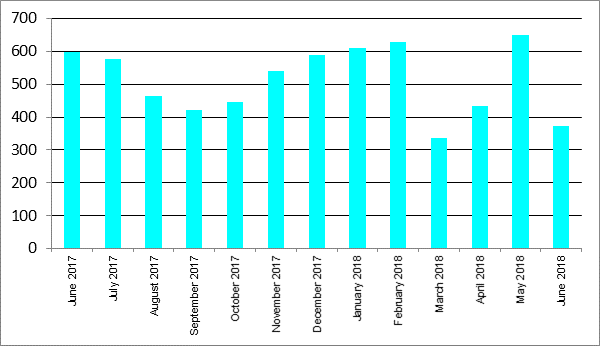 700
600
500
400
300
200
100
0
June 2017
July 2017
August 2017
September 2017
October 2017
November 2017
December 2017
January 2018
February 2018
March 2018
April 2018
May 2018
June 2018